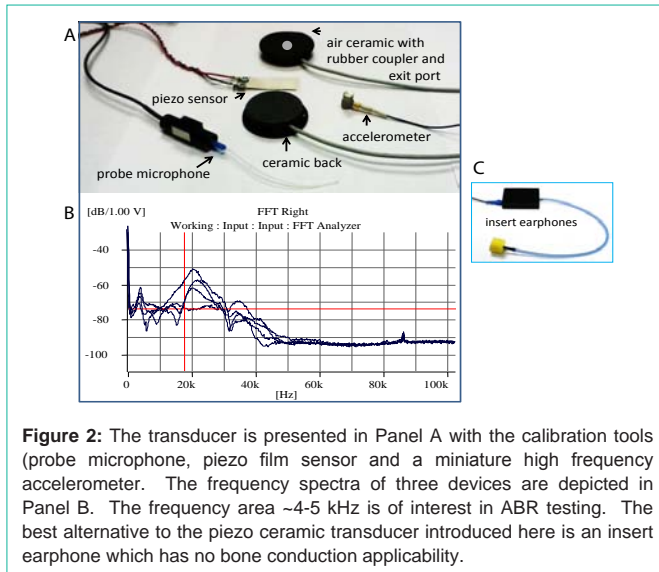 A
air ceramic with
rubber coupler and
exit port
piezo sensor
accelerometer
ceramic back
probe microphone
C
insert earphones
B
[dB/1.00 V]
FFT Right
Working : Input : Input : FFT Analyzer
-40
-60
-80
-100
0
20k
40k
60k
80k
100k
[Hz]
Figure 2: The transducer is presented in Panel A with the calibration tools
(probe microphone, piezo film sensor and a miniature high frequency
accelerometer. The frequency spectra of three devices are depicted in
Panel B. The frequency area ~4-5 kHz is of interest in ABR testing. The
best alternative to the piezo ceramic transducer introduced here is an insert
earphone which has no bone conduction applicability.